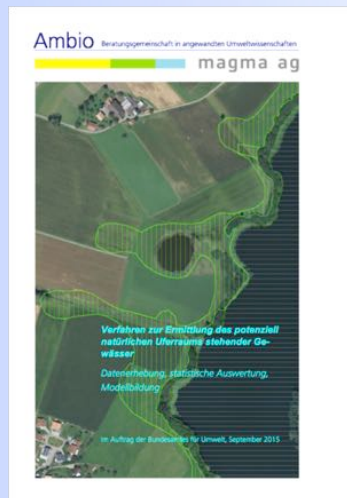 Ambio Beratungsgemeinschaft in angewandten Umweltwissenschaften
magma ag
Verfahren zur Ermittlung des potenziell
natürlichen Uferraums stehender Ge-
wässer
Datenerhebung, statistische Auswertung,
Modellbildung
Im Auftrag der Bundesamtes für Umwelt, September 2015